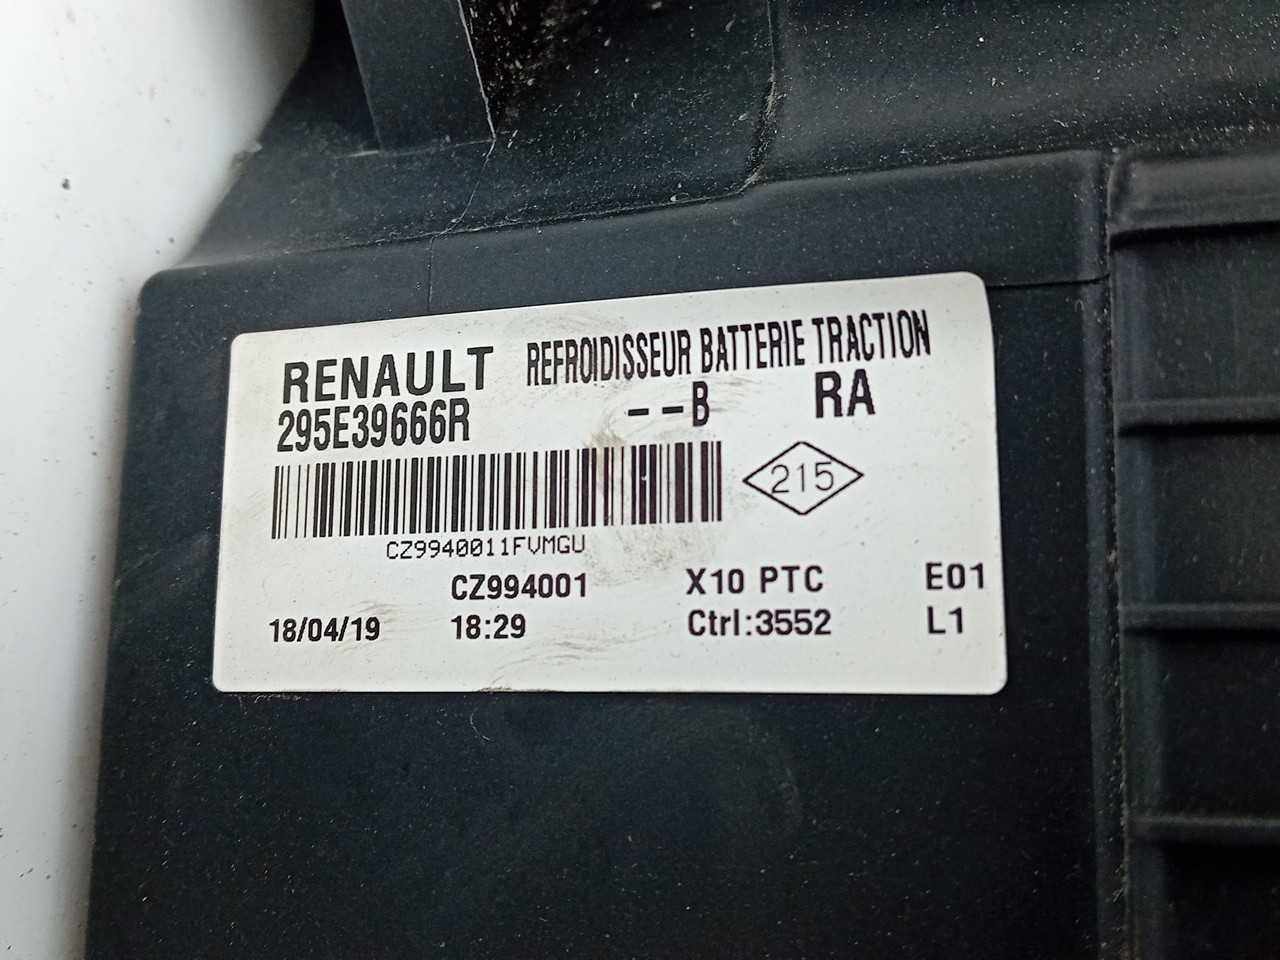 RENAULT REFROIDISSEUR BATTERIE TRACTION
295E39666R --B RA
215
CZ9940011FVMGU
CZ994001 X10 PTC E01
18/04/19 18:29 Ctrl:3552 L1